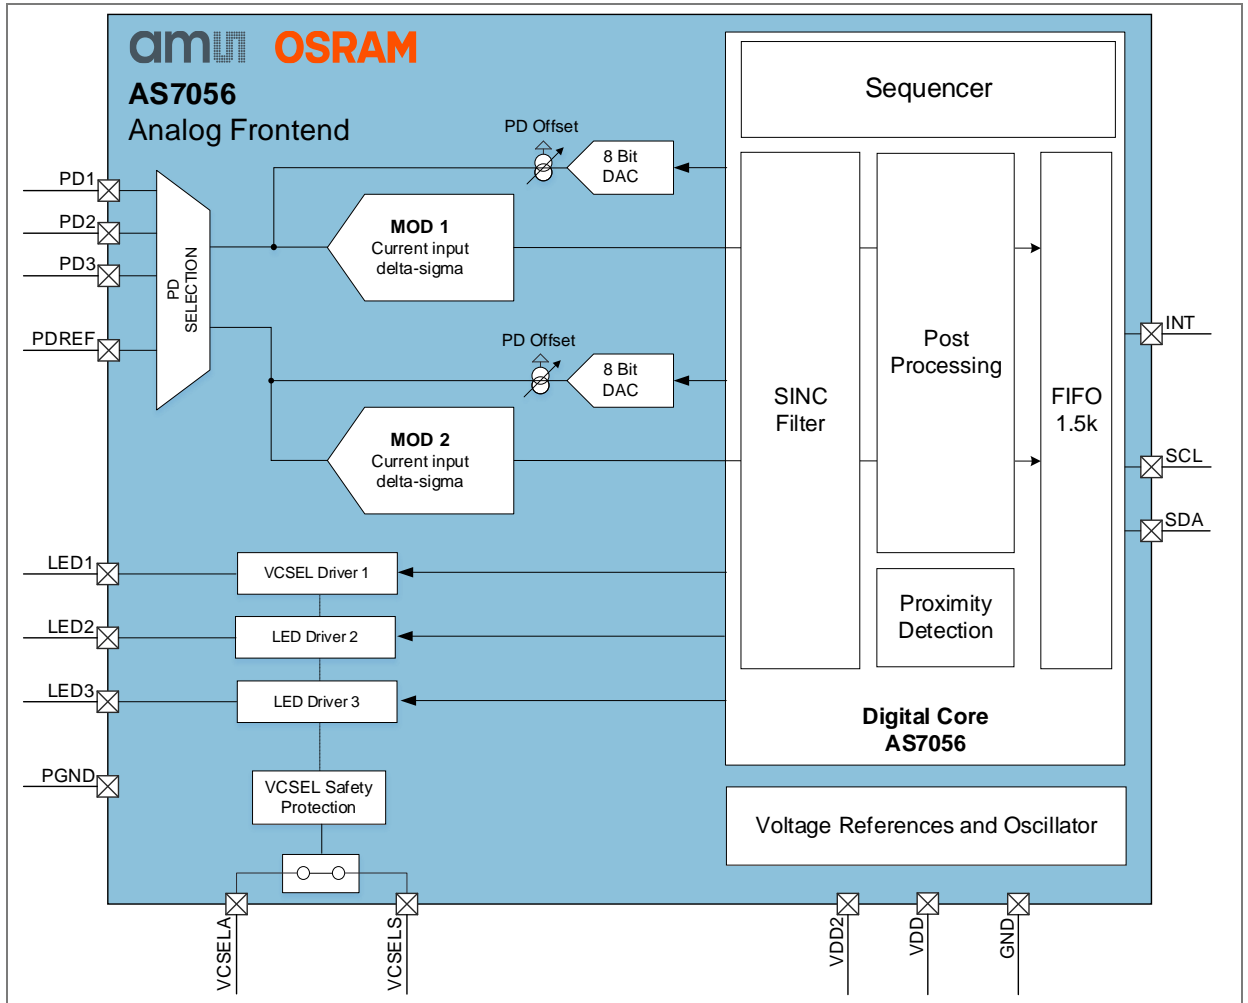 amu OSRAM
AS7056
Analog Frontend
Sequencer
PD Offset
8 Bit
DAC
PD1
PD2
PD3
PDREF
PD
SELECTION
MOD 1
Current input
delta-sigma
PD Offset
8 Bit
DAC
MOD 2
Current input
delta-sigma
SINC
Filter
Post
Processing
FIFO
1.5k
INT
SCL
SDA
LED1
VCSEL Driver 1
LED2
LED Driver 2
LED3
LED Driver 3
Proximity
Detection
Digital Core
AS7056
PGND
VCSEL Safety
Protection
Voltage References and Oscillator
VCSELA
VCSELS
VDD2
VDD
GND